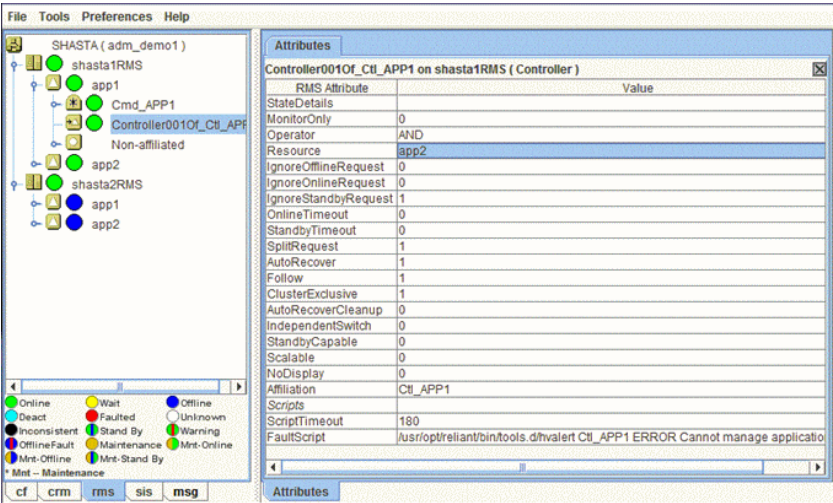 File Tools Preferences Help
SHASTA ( adm_demo1 )
shasta1RMS
app1
Cmd_APP1
Controller001Of_Ctl_APP
Non-affiliated
app2
shasta2RMS
app1
app2
Online Wait Offline
Deact Faulted Unknown
Inconsistent Stand By Warning
OfflineFault Maintenance Mnt-Online
Mnt-Offline Mnt-Stand By
* Mnt -- Maintenance
cf crm rms sis msg
Attributes
Controller001Of_Ctl_APP1 on shasta1RMS ( Controller )
RMS Attribute Value
StateDetails
MonitorOnly 0
Operator AND
Resource app2
IgnoreOfflineRequest 0
IgnoreOnlineRequest 0
IgnoreStandbyRequest 1
OnlineTimeout 0
StandbyTimeout 0
SplitRequest 1
AutoRecover 1
Follow 1
ClusterExclusive 1
AutoRecoverCleanup 0
IndependentSwitch 0
StandbyCapable 0
Scalable 0
NoDisplay 0
Affiliation Ctl_APP1
Scripts
ScriptTimeout 180
FaultScript /usr/opt/reliant/bin/tools.d/hvalert Ctl_APP1 ERROR Cannot manage applicatio
Attributes